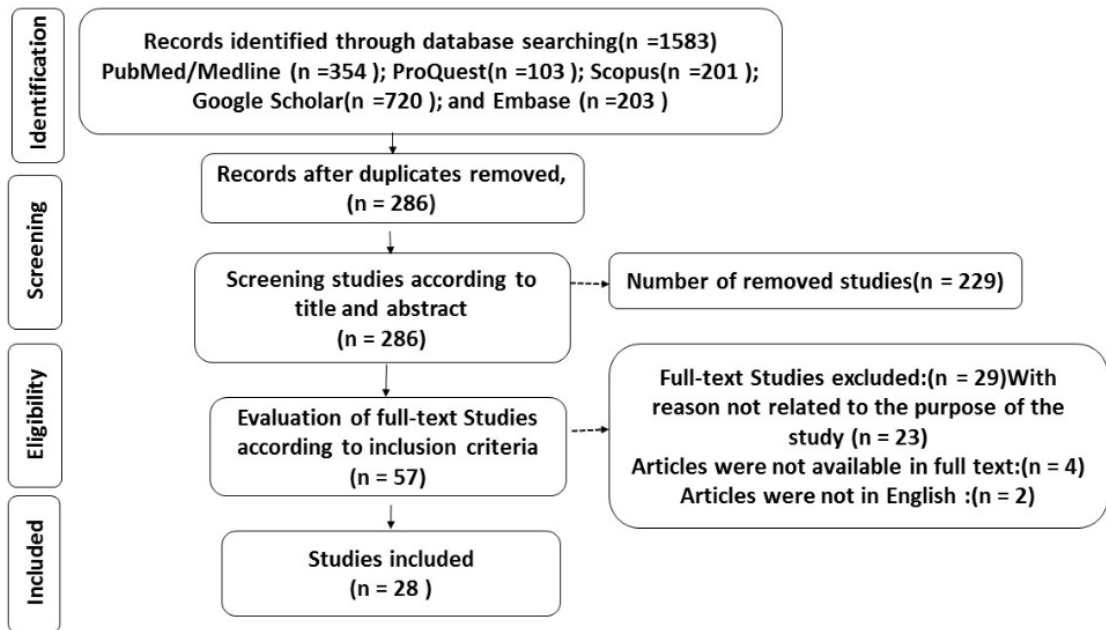 Identification
Records identified through database searching(n =1583)
PubMed/Medline (n =354 ); ProQuest(n =103 ); Scopus(n =201 );
Google Scholar(n =720 ); and Embase (n =203 )
Records after duplicates removed,
(n = 286)
Screening
Screening studies according to
title and abstract
(n = 286)
Number of removed studies(n = 229)
Eligibility
Evaluation of full-text Studies
according to inclusion criteria
(n = 57)
Full-text Studies excluded:(n = 29)With
reason not related to the purpose of the
study (n = 23)
Articles were not available in full text:(n = 4)
Articles were not in English :(n = 2)
Included
Studies included
(n = 28 )